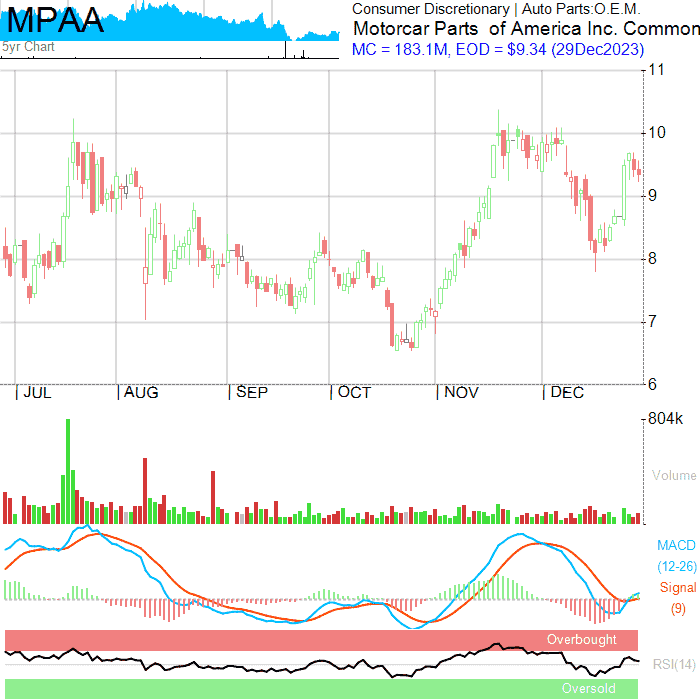 MPAA
5yr Chart
Consumer Discretionary | Auto Parts:O.E.M.
Motorcar Parts of America Inc. Common
MC = 183.1M, EOD = $9.34 (29Dec2023)
11
10
9
8
7
6
JUL AUG SEP OCT NOV DEC
804k
Volume
MACD
(12-26)
Signal
(9)
Overbought
RSI(14)
Oversold